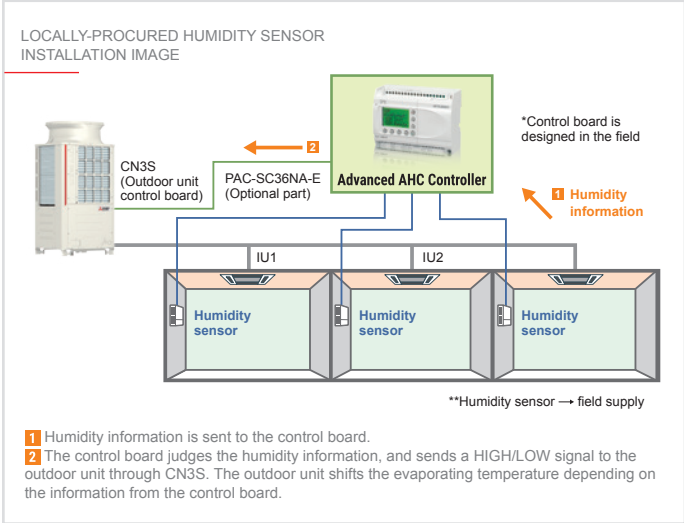 LOCALLY-PROCURED HUMIDITY SENSOR
INSTALLATION IMAGE
*Control board is
designed in the field
2
CN3S
(Outdoor unit
control board)
PAC-SC36NA-E
(Optional part)
Advanced AHC Controller
1 Humidity
information
IU1
IU2
Humidity
sensor
Humidity
sensor
Humidity
sensor
**Humidity sensor → field supply
1 Humidity information is sent to the control board.
2 The control board judges the humidity information, and sends a HIGH/LOW signal to the
outdoor unit through CN3S. The outdoor unit shifts the evaporating temperature depending on
the information from the control board.